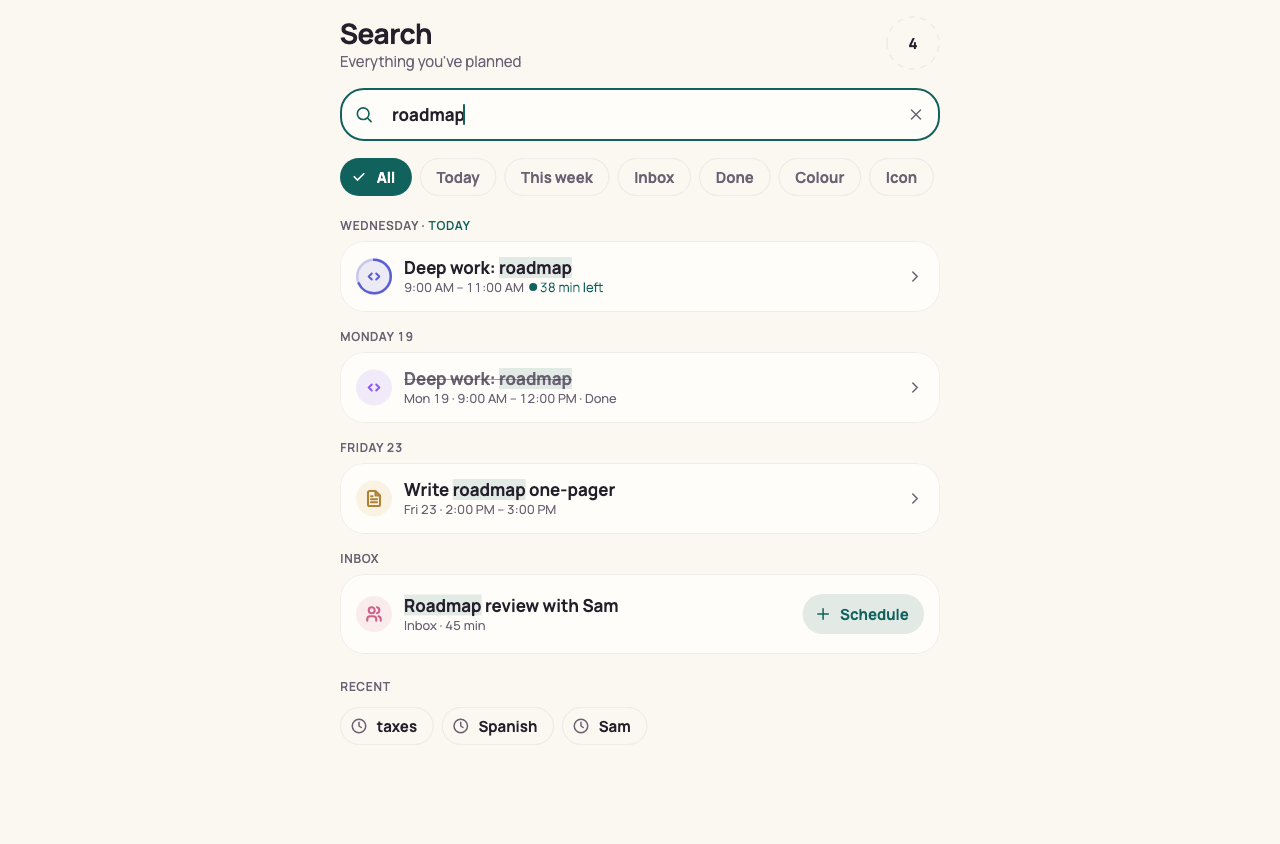 Search
4
Everything you've planned
roadmap
All
Today
This week
Inbox
Done
Colour
Icon
WEDNESDAY · TODAY
Deep work: roadmap
9:00 AM – 11:00 AM 38 min left
MONDAY 19
Deep work: roadmap
Mon 19 · 9:00 AM – 12:00 PM · Done
FRIDAY 23
Write roadmap one-pager
Fri 23 · 2:00 PM – 3:00 PM
INBOX
Roadmap review with Sam
Inbox · 45 min
Schedule
RECENT
taxes
Spanish
Sam